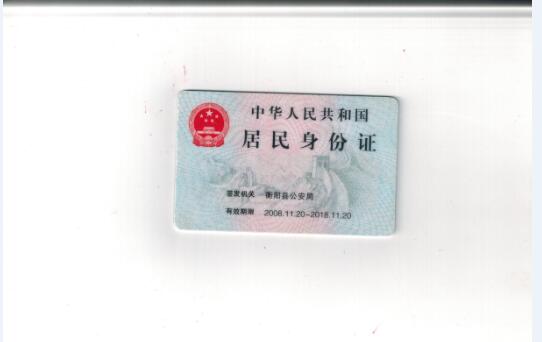 中华人民共和国
居民身份证
签发机关 衡阳县公安局
有效期限 2008.11.20-2018.11.20